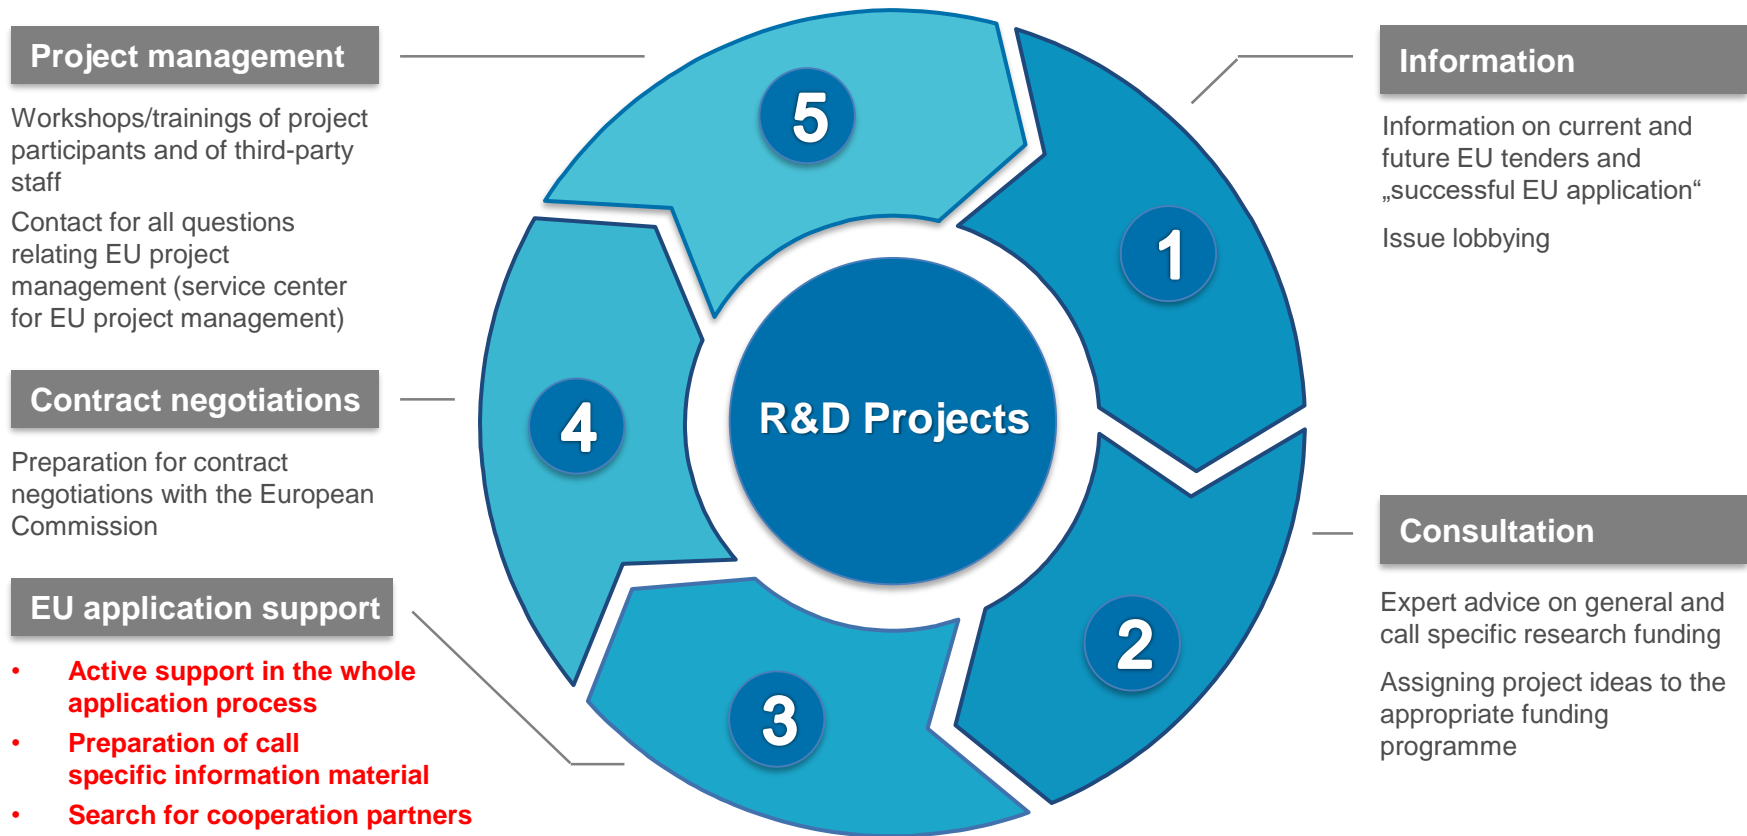 Project management
Workshops/trainings of project
participants and of third-party
staff
Contact for all questions
relating EU project
management (service center
for EU project management)
Contract negotiations
Preparation for contract
negotiations with the European
Commission
EU application support
• Active support in the whole
application process
• Preparation of call
specific information material
• Search for cooperation partners
5
1
4
R&D Projects
2
3
Information
Information on current and
future EU tenders and
„successful EU application“
Issue lobbying
Consultation
Expert advice on general and
call specific research funding
Assigning project ideas to the
appropriate funding
programme